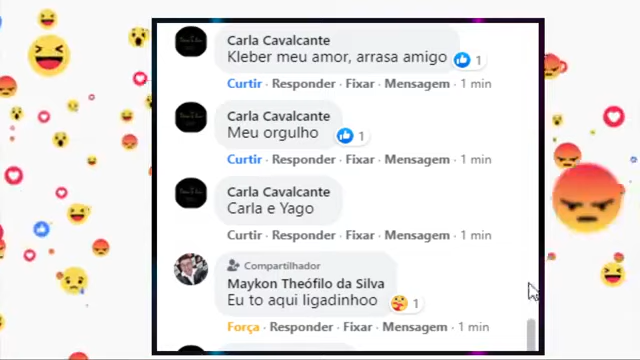 Carla Cavalcante
Kleber meu amor, arrasa amigo 1
Curtir · Responder · Fixar · Mensagem · 1 min
Carla Cavalcante
Meu orgulho 1
Curtir · Responder · Fixar · Mensagem · 1 min
Carla Cavalcante
Carla e Yago
Curtir · Responder · Fixar · Mensagem · 1 min
Compartilhador
Maykon Theófilo da Silva
Eu to aqui ligadinhoo 1
Força · Responder · Fixar · Mensagem · 1 min